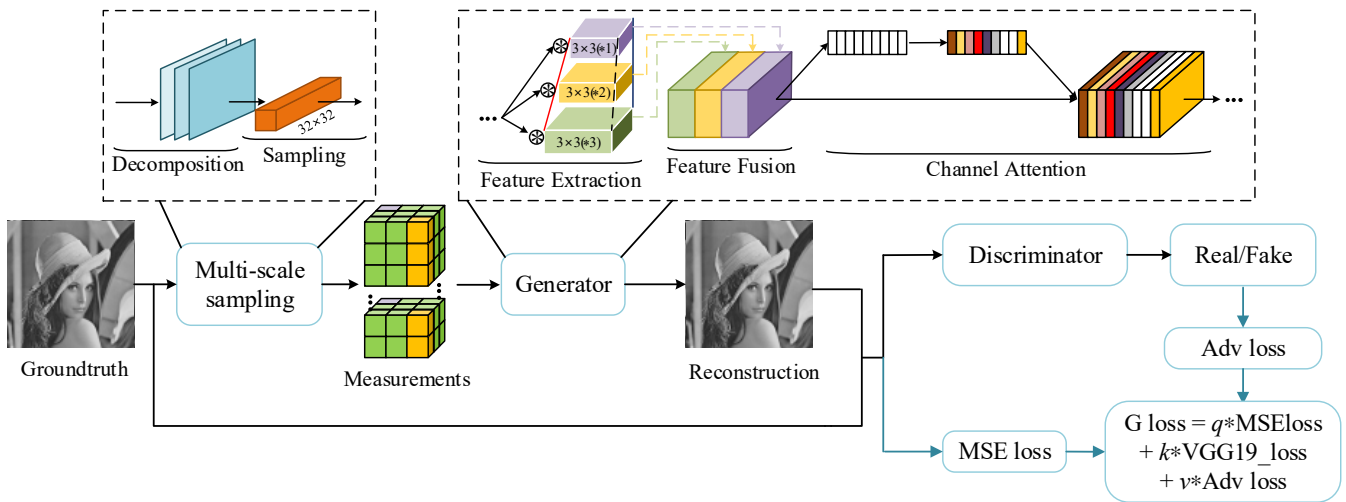 3×3(*1)
3×3(*2)
3×3(*3)
...
...
32×32
Decomposition
Sampling
Feature Extraction
Feature Fusion
Channel Attention
Groundtruth
Multi-scale
sampling
Measurements
Generator
Reconstruction
Discriminator
Real/Fake
Adv loss
MSE loss
G loss = q*MSEloss
+ k*VGG19_loss
+ v*Adv loss